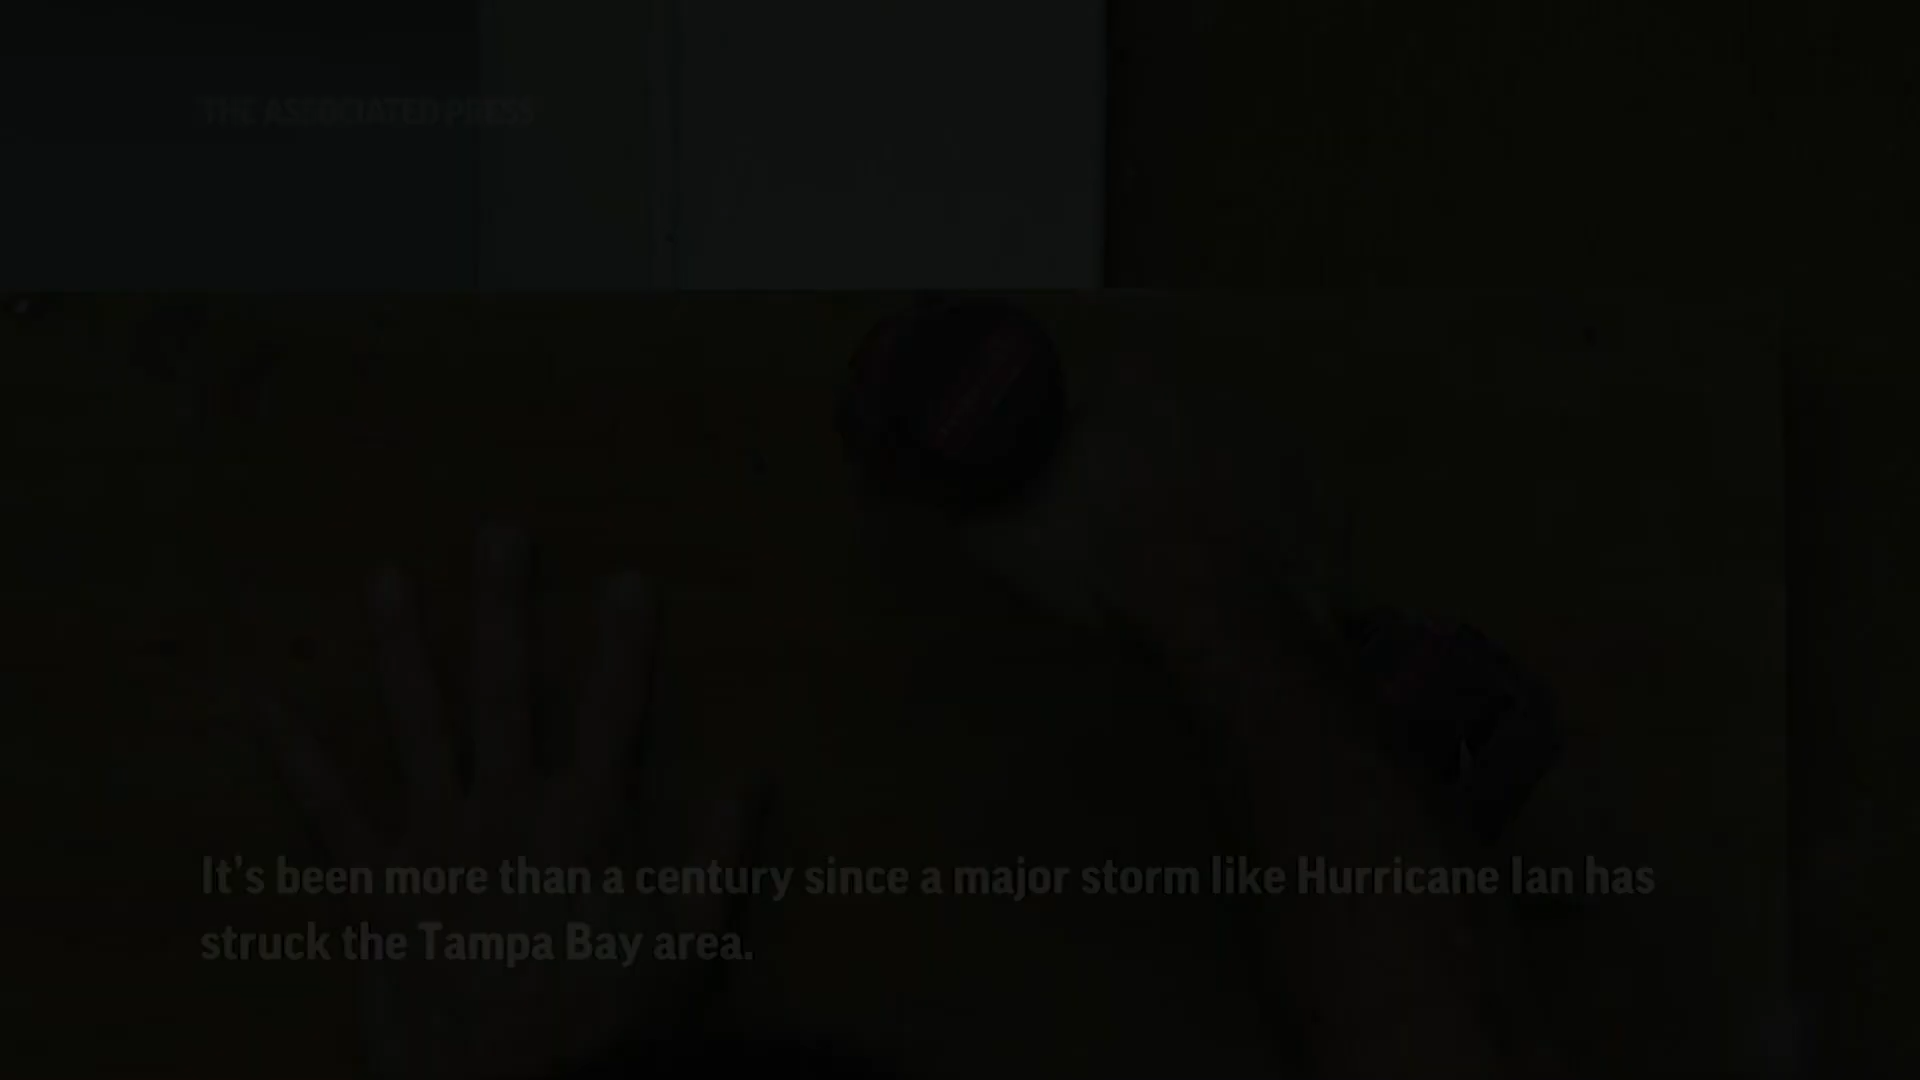 THE ASSOCIATED PRESS
It's been more than a century since a major storm like Hurricane Ian has
struck the Tampa Bay area.